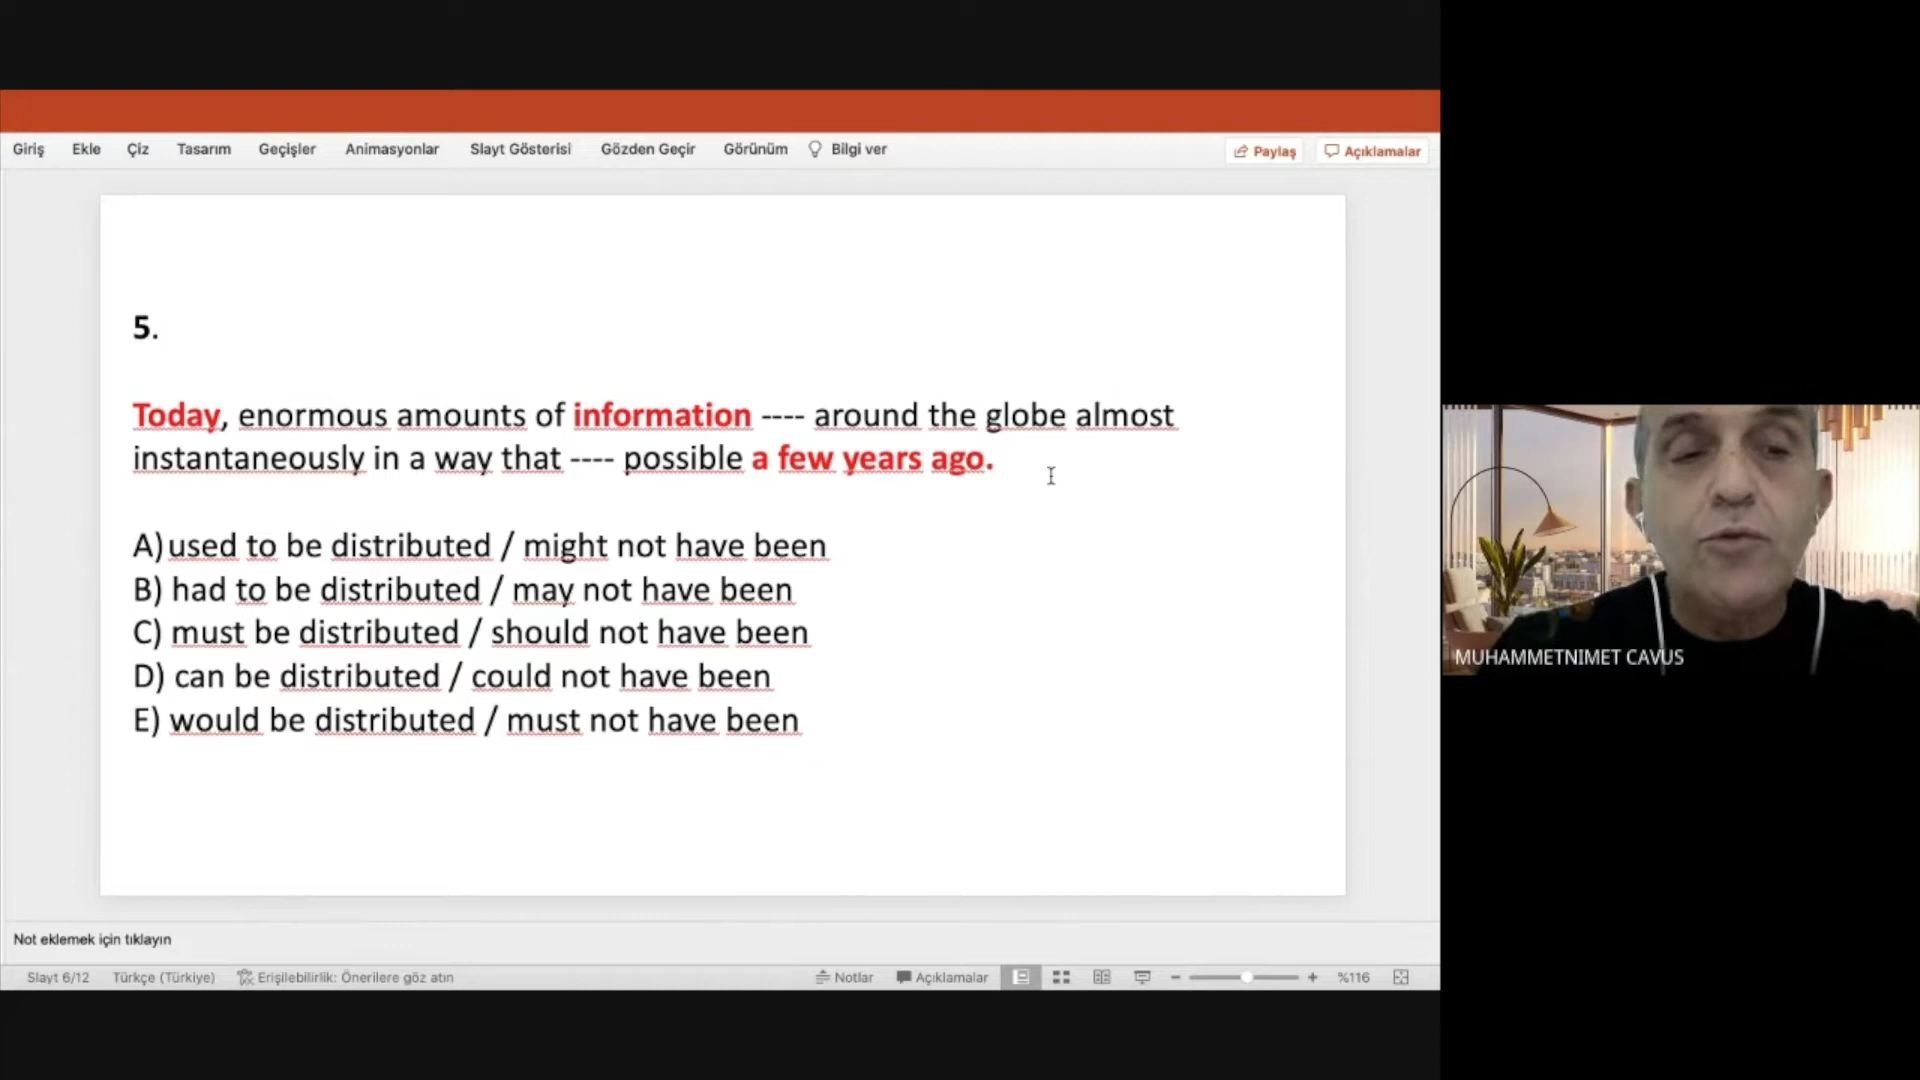 Giriş Ekle Çiz Tasarım Geçişler Animasyonlar Slayt Gösterisi Gözden Geçir Görünüm Bilgi ver Paylaş Açıklamalar
5.
Today, enormous amounts of information ---- around the globe almost
instantaneously in a way that ---- possible a few years ago.
A) used to be distributed / might not have been
B) had to be distributed / may not have been
C) must be distributed / should not have been
D) can be distributed / could not have been
E) would be distributed / must not have been
MUHAMMETNIMET CAVUS
Not eklemek için tıklayın
Slayt 6/12 Türkçe (Türkiye) Erişilebilirlik: Önerilere göz atın Notlar Açıklamalar %116